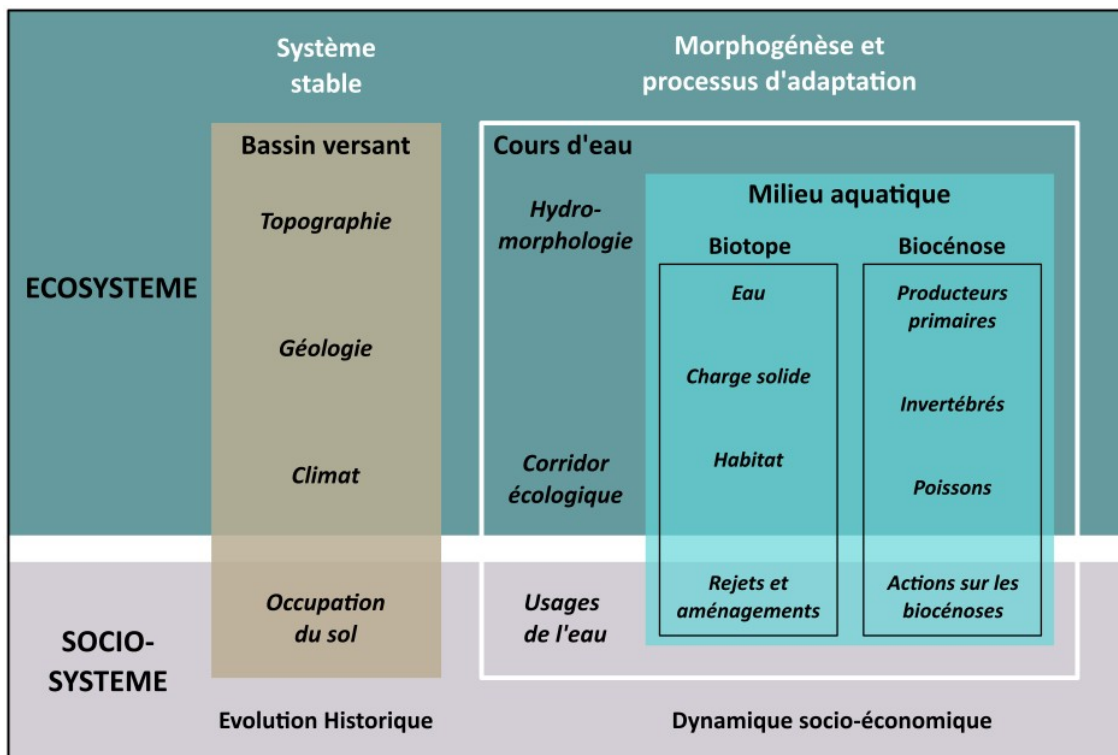 Système
stable
Morphogénèse et
processus d'adaptation
ECOSYSTEME
Bassin versant
Topographie
Géologie
Climat
Cours d'eau
Hydro-
morphologie
Corridor
écologique
Milieu aquatique
Biotope
Eau
Charge solide
Habitat
Biocénose
Producteurs
primaires
Invertébrés
Poissons
SOCIO-
SYSTEME
Occupation
du sol
Usages
de l'eau
Rejets et
aménagements
Actions sur les
biocénoses
Evolution Historique
Dynamique socio-économique